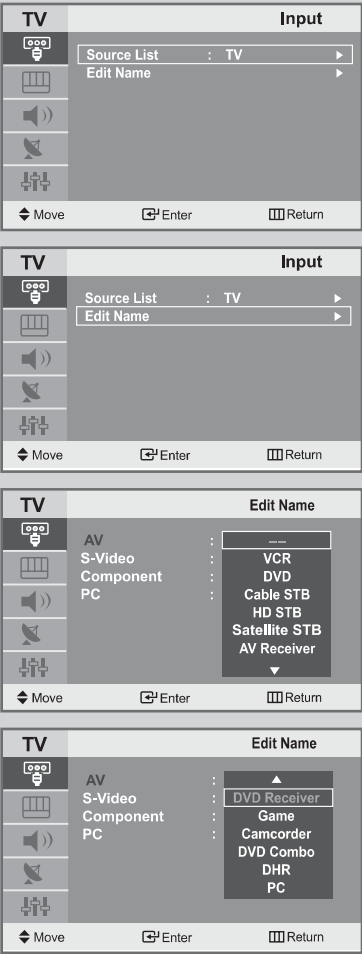 TV Input
Source List : TV ►
Edit Name ►
Move Enter Return
TV Input
Source List : TV ►
Edit Name ►
Move Enter Return
TV Edit Name
AV : ––
S-Video : VCR
Component : DVD
PC : Cable STB
HD STB
Satellite STB
AV Receiver
▼
Move Enter Return
TV Edit Name
AV : ▲
S-Video : DVD Receiver
Component : Game
PC : Camcorder
DVD Combo
DHR
PC
Move Enter Return